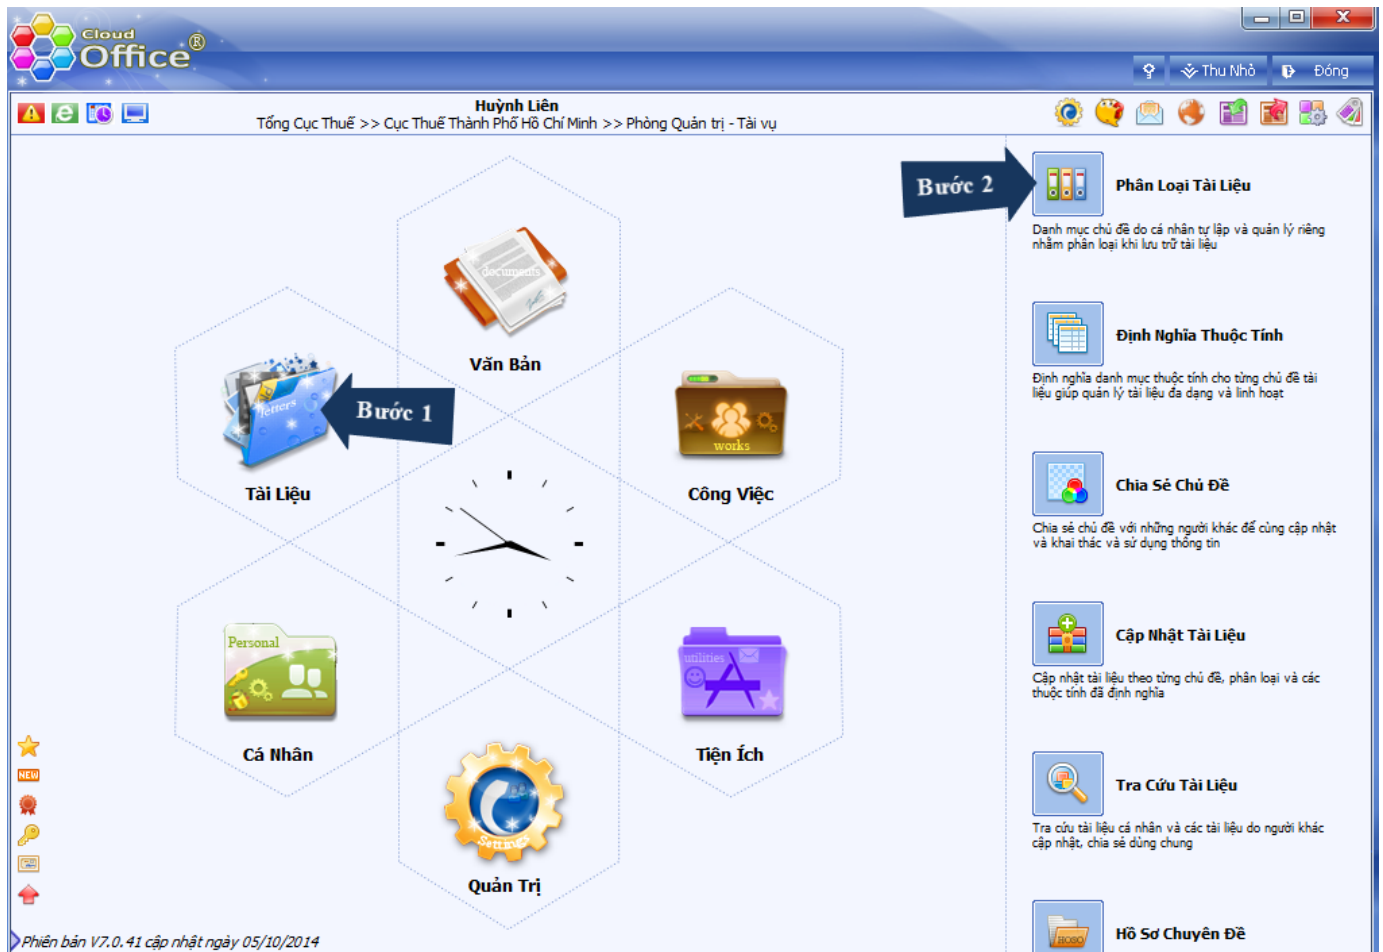 Cloud
Office®
Thu Nhỏ
Đóng
Huỳnh Liên
Tổng Cục Thuế >> Cục Thuế Thành Phố Hồ Chí Minh >> Phòng Quản trị - Tài vụ
Bước 2
Phân Loại Tài Liệu
Danh mục chủ đề do cá nhân tự lập và quản lý riêng
nhằm phân loại khi lưu trữ tài liệu
documents
Văn Bản
Định Nghĩa Thuộc Tính
Định nghĩa danh mục thuộc tính cho từng chủ đề tài
liệu giúp quản lý tài liệu đa dạng và linh hoạt
letters
Bước 1
Tài Liệu
works
Công Việc
Chia Sẻ Chủ Đề
Chia sẻ chủ đề với những người khác để cùng cập nhật
và khai thác và sử dụng thông tin
Personal
Cá Nhân
utilities
Tiện Ích
Cập Nhật Tài Liệu
Cập nhật tài liệu theo từng chủ đề, phân loại và các
thuộc tính đã định nghĩa
NEW
Settings
Quản Trị
Tra Cứu Tài Liệu
Tra cứu tài liệu cá nhân và các tài liệu do người khác
cập nhật, chia sẻ dùng chung
HOSO
Hồ Sơ Chuyên Đề
Phiên bản V7.0.41 cập nhật ngày 05/10/2014